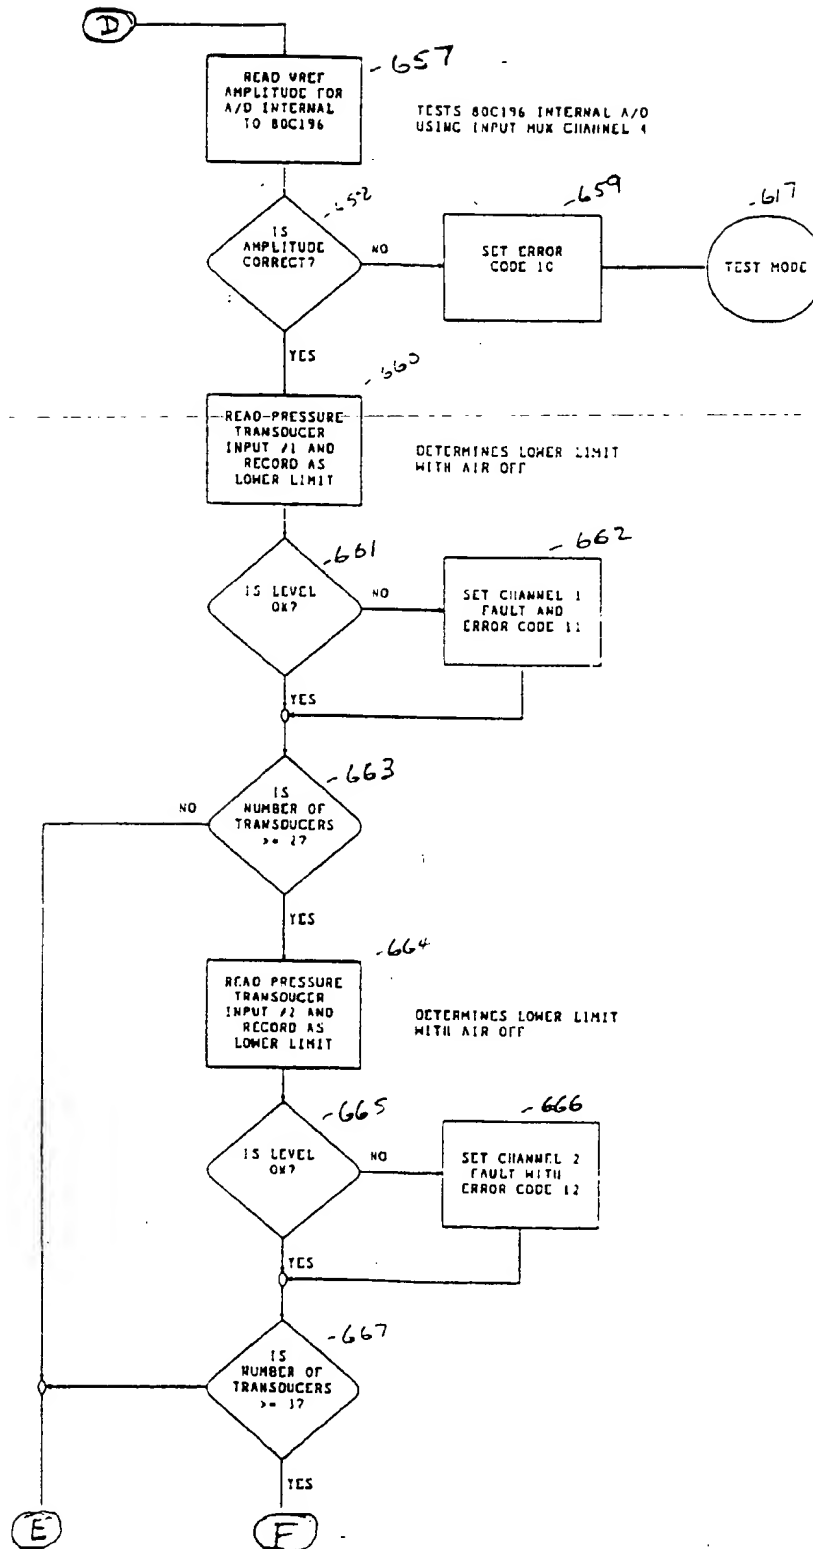 D
READ VREF
AMPLITUDE FOR
A/D INTERNAL
TO 80C196
657
TESTS 80C196 INTERNAL A/D
USING INPUT MUX CHANNEL 4
IS
AMPLITUDE
CORRECT?
652
NO
SET ERROR
CODE 10
659
TEST MODE
617
YES
660
READ PRESSURE
TRANSDUCER
INPUT #1 AND
RECORD AS
LOWER LIMIT
DETERMINES LOWER LIMIT
WITH AIR OFF
IS LEVEL
OK?
661
NO
SET CHANNEL 1
FAULT AND
ERROR CODE 11
662
YES
IS
NUMBER OF
TRANSDUCERS
>= 2?
663
NO
YES
664
READ PRESSURE
TRANSDUCER
INPUT #2 AND
RECORD AS
LOWER LIMIT
DETERMINES LOWER LIMIT
WITH AIR OFF
IS LEVEL
OK?
665
NO
SET CHANNEL 2
FAULT WITH
ERROR CODE 12
666
YES
IS
NUMBER OF
TRANSDUCERS
>= 3?
667
YES
E
F